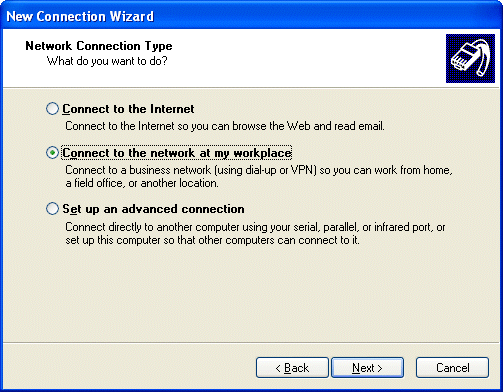 New Connection Wizard
Network Connection Type
What do you want to do?
Connect to the Internet
Connect to the Internet so you can browse the Web and read email.
Connect to the network at my workplace
Connect to a business network (using dial-up or VPN) so you can work from home,
a field office, or another location.
Set up an advanced connection
Connect directly to another computer using your serial, parallel, or infrared port, or
set up this computer so that other computers can connect to it.
< Back Next > Cancel